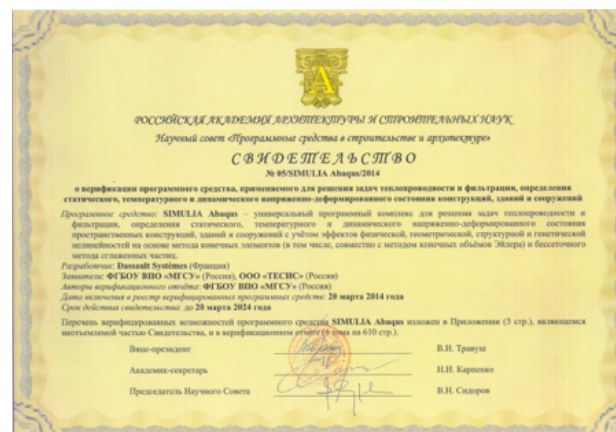 А
РОССИЙСКАЯ АКАДЕМИЯ АРХИТЕКТУРЫ И СТРОИТЕЛЬНЫХ НАУК
Научный совет «Программные средства в строительстве и архитектуре»
СВИДЕТЕЛЬСТВО
№ 05/SIMULIA Abaqus/2014
о верификации программного средства, применяемого для решения задач теплопроводности и фильтрации, определения
статического, температурного и динамического напряженно-деформированного состояния конструкций, зданий и сооружений
Программное средство: SIMULIA Abaqus – универсальный программный комплекс для решения задач теплопроводности и
фильтрации, определения статического, температурного и динамического напряженно-деформированного состояния
пространственных конструкций, зданий и сооружений с учётом эффектов физической, геометрической, структурной и генетической
нелинейностей на основе метода конечных элементов (в том числе, совместно с методом конечных объёмов Эйлера) и бессеточного
метода сглаженных частиц.
Разработчик: Dassault Systèmes (Франция)
Заявители: ФГБОУ ВПО «МГСУ» (Россия), ООО «ТЕСИС» (Россия)
Авторы верификационного отчёта: ФГБОУ ВПО «МГСУ» (Россия)
Дата включения в реестр верифицированных программных средств: 20 марта 2014 года
Срок действия свидетельства: до 20 марта 2024 года
Перечень верифицированных возможностей программного средства SIMULIA Abaqus изложен в Приложении (5 стр.), являющемся
неотъемлемой частью Свидетельства, и в верификационном отчёте (4 тома на 610 стр.).
Вице-президент В.И. Травуш
Академик-секретарь Н.И. Карпенко
Председатель Научного Совета В.Н. Сидоров